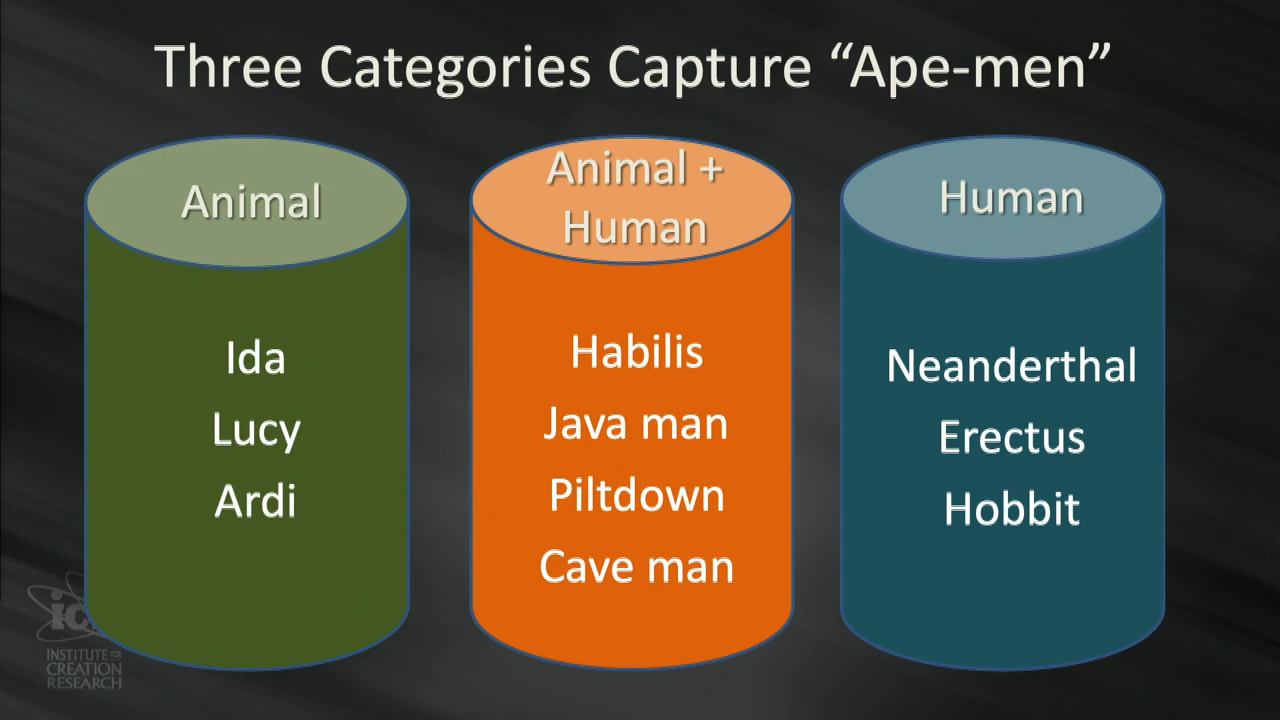 Three Categories Capture “Ape-men”
Animal
Ida
Lucy
Ardi
Animal +
Human
Habilis
Java man
Piltdown
Cave man
Human
Neanderthal
Erectus
Hobbit
INSTITUTE FOR
CREATION
RESEARCH